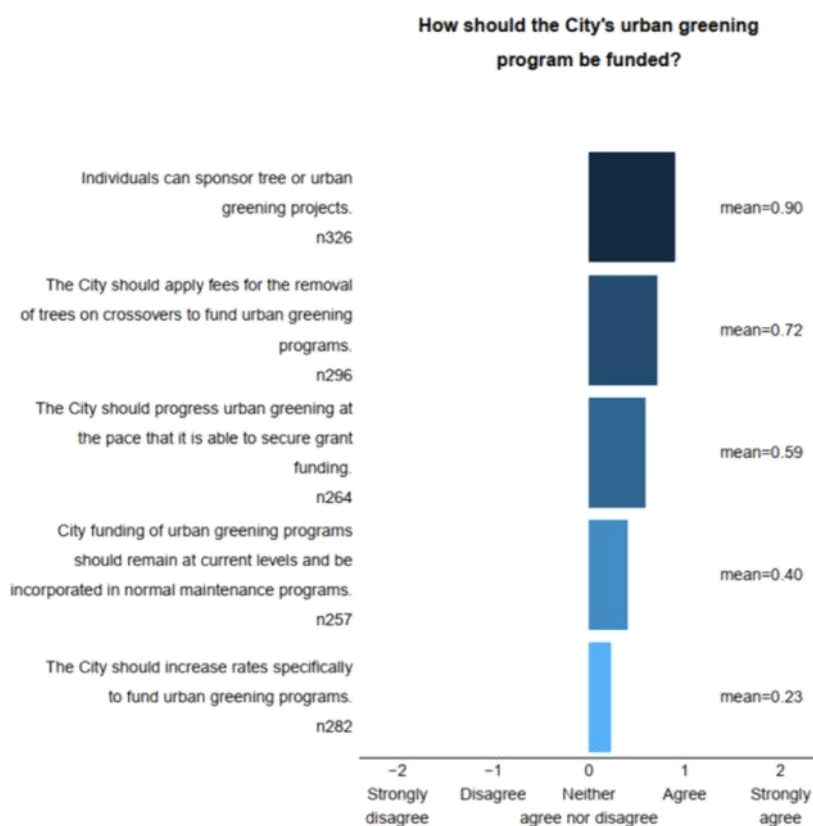 How should the City's urban greening
program be funded?
Individuals can sponsor tree or urban
greening projects.
n326
mean=0.90
The City should apply fees for the removal
of trees on crossovers to fund urban greening
programs.
n296
mean=0.72
The City should progress urban greening at
the pace that it is able to secure grant
funding.
n264
mean=0.59
City funding of urban greening programs
should remain at current levels and be
incorporated in normal maintenance programs.
n257
mean=0.40
The City should increase rates specifically
to fund urban greening programs.
n282
mean=0.23
−2 −1 0 1 2
Strongly Disagree Neither Agree Strongly
disagree agree nor disagree agree